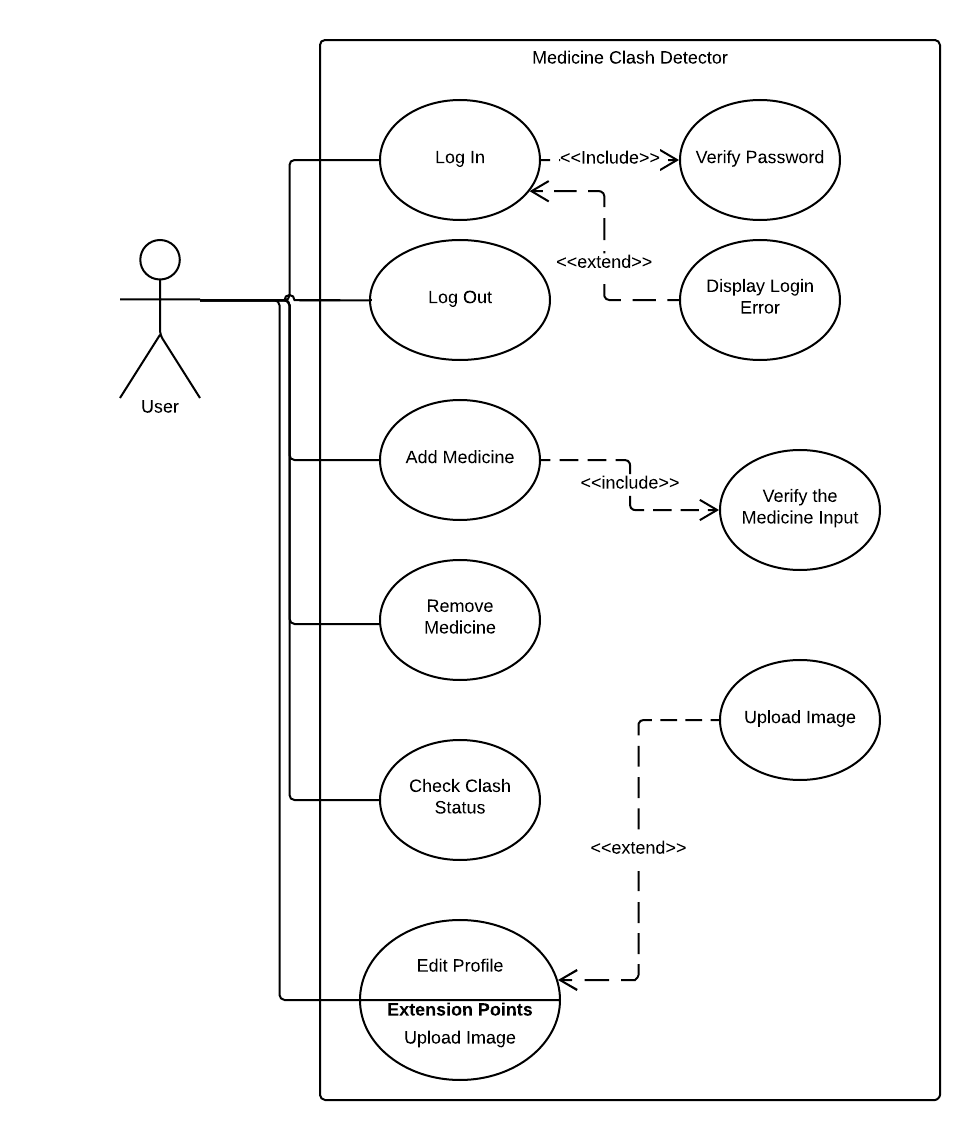 Medicine Clash Detector
Log In
<<Include>>
Verify Password
<<extend>>
Log Out
Display Login
Error
User
Add Medicine
<<include>>
Verify the
Medicine Input
Remove
Medicine
Upload Image
Check Clash
Status
<<extend>>
Edit Profile
Extension Points
Upload Image